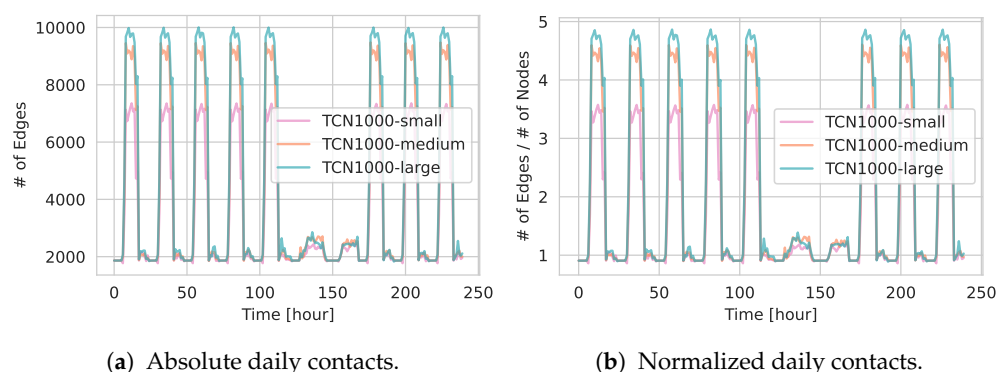 10000
8000
6000
4000
2000
# of Edges
TCN1000-small
TCN1000-medium
TCN1000-large
0 50 100 150 200 250
Time [hour]
5
4
3
2
1
# of Edges / # of Nodes
TCN1000-small
TCN1000-medium
TCN1000-large
0 50 100 150 200 250
Time [hour]
(a) Absolute daily contacts.
(b) Normalized daily contacts.